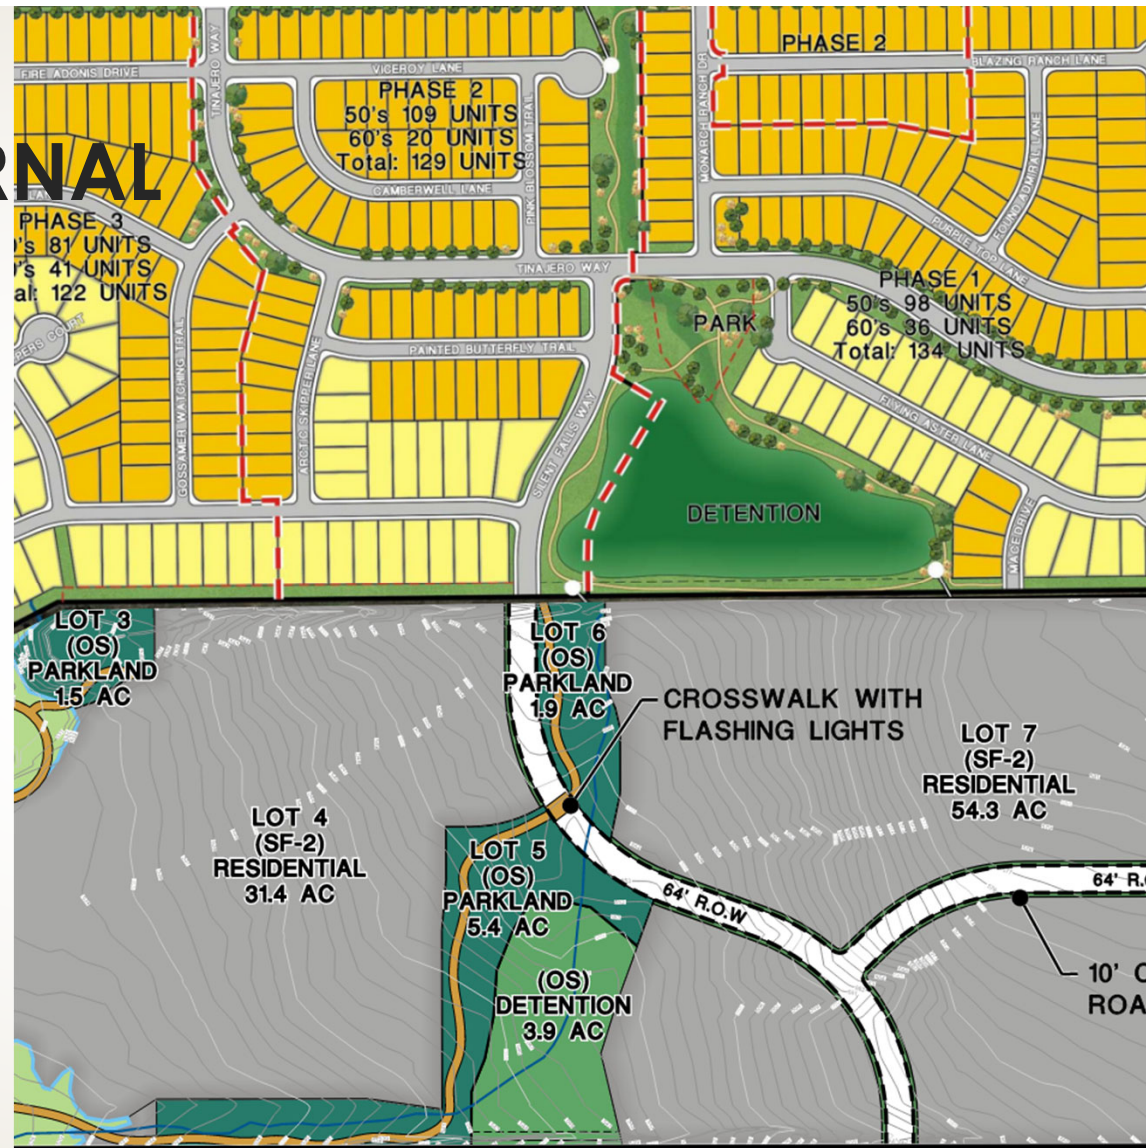 RNAL
PHASE 2
FIRE ADONIS DRIVE
TINAJERO WAY
VICEROY LANE
BLAZING RANCH LANE
PHASE 2
50's 109 UNITS
60's 20 UNITS
Total: 129 UNITS
MONARCH RANCH DR
PINK BLOSSOM TRAIL
CAMBERWELL LANE
FOUND ADMIRAL LANE
PURPLE TOP LANE
PHASE 3
's 81 UNITS
's 41 UNITS
al: 122 UNITS
TINAJERO WAY
PHASE 1
50's 98 UNITS
60's 36 UNITS
Total: 134 UNITS
PARK
PERS COURT
PAINTED BUTTERFLY TRAIL
GOSSAMER WATCHING TRAIL
ARCTIC SKIPPER LANE
SILENT FALLS WAY
FLYING ASTER LANE
DETENTION
MACE DRIVE
LOT 3
(OS)
PARKLAND
1.5 AC
LOT 6
(OS)
PARKLAND
1.9 AC
CROSSWALK WITH
FLASHING LIGHTS
LOT 7
(SF-2)
RESIDENTIAL
54.3 AC
LOT 4
(SF-2)
RESIDENTIAL
31.4 AC
LOT 5
(OS)
PARKLAND
5.4 AC
64' R.O.W
64' R.O
(OS)
DETENTION
3.9 AC
10' C
ROA